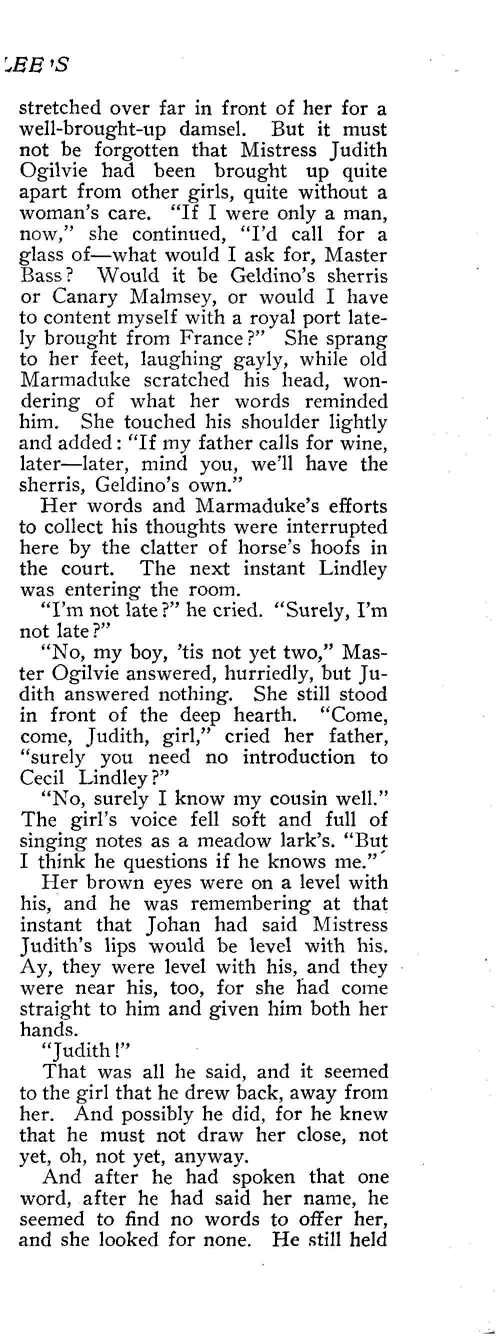 LEE'S
stretched over far in front of her for a
well-brought-up damsel. But it must
not be forgotten that Mistress Judith
Ogilvie had been brought up quite
apart from other girls, quite without a
woman's care. "If I were only a man,
now," she continued, "I'd call for a
glass of—what would I ask for, Master
Bass? Would it be Geldino's sherris
or Canary Malmsey, or would I have
to content myself with a royal port late-
ly brought from France?" She sprang
to her feet, laughing gayly, while old
Marmaduke scratched his head, won-
dering of what her words reminded
him. She touched his shoulder lightly
and added: "If my father calls for wine,
later—later, mind you, we'll have the
sherris, Geldino's own."
Her words and Marmaduke's efforts
to collect his thoughts were interrupted
here by the clatter of horse's hoofs in
the court. The next instant Lindley
was entering the room.
"I'm not late?" he cried. "Surely, I'm
not late?"
"No, my boy, 'tis not yet two," Mas-
ter Ogilvie answered, hurriedly, but Ju-
dith answered nothing. She still stood
in front of the deep hearth. "Come,
come, Judith, girl," cried her father,
"surely you need no introduction to
Cecil Lindley?"
"No, surely I know my cousin well."
The girl's voice fell soft and full of
singing notes as a meadow lark's. "But
I think he questions if he knows me."
Her brown eyes were on a level with
his, and he was remembering at that
instant that Johan had said Mistress
Judith's lips would be level with his.
Ay, they were level with his, and they
were near his, too, for she had come
straight to him and given him both her
hands.
"Judith!"
That was all he said, and it seemed
to the girl that he drew back, away from
her. And possibly he did, for he knew
that he must not draw her close, not
yet, oh, not yet, anyway.
And after he had spoken that one
word, after he had said her name, he
seemed to find no words to offer her,
and she looked for none. He still held